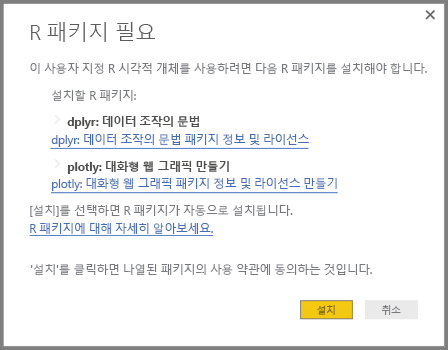 R 패키지 필요
이 사용자 지정 R 시각적 개체를 사용하려면 다음 R 패키지를 설치해야 합니다.
설치할 R 패키지:
dplyr: 데이터 조작의 문법
dplyr: 데이터 조작의 문법 패키지 정보 및 라이선스
plotly: 대화형 웹 그래픽 만들기
plotly: 대화형 웹 그래픽 패키지 정보 및 라이선스 만들기
[설치]를 선택하면 R 패키지가 자동으로 설치됩니다.
R 패키지에 대해 자세히 알아보세요.
'설치'를 클릭하면 나열된 패키지의 사용 약관에 동의하는 것입니다.
설치 취소